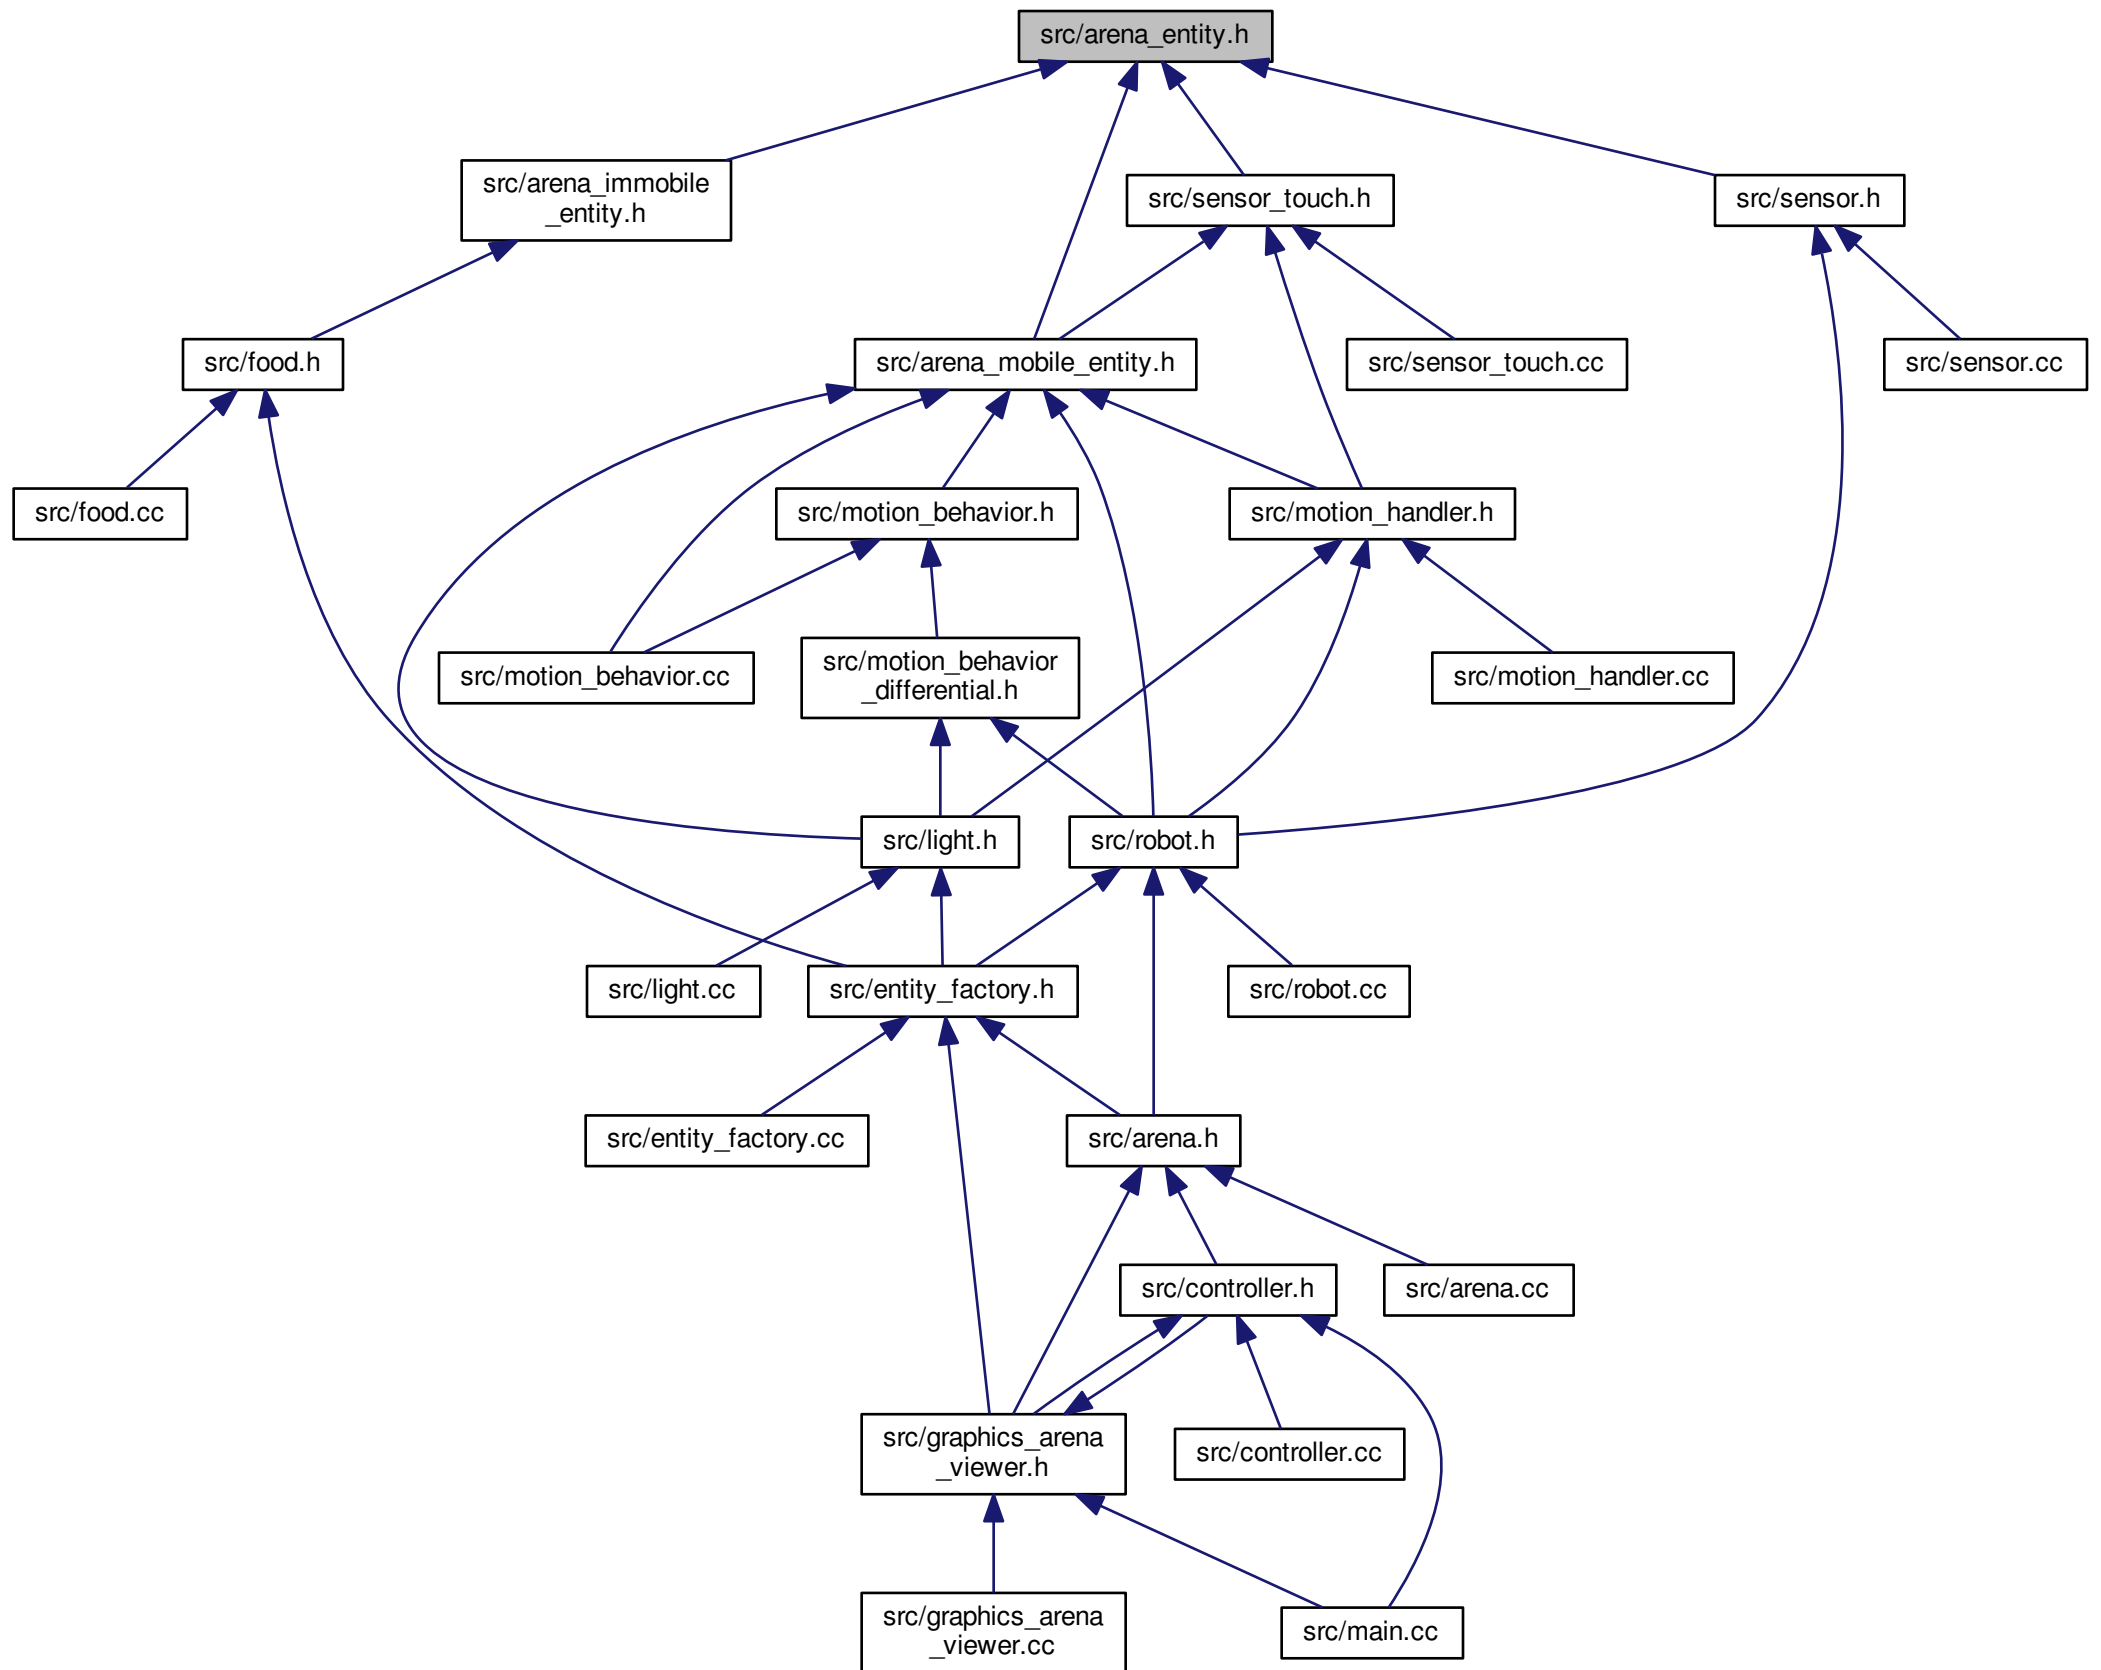 src/arena_entity.h
src/arena_immobile
_entity.h
src/sensor_touch.h
src/sensor.h
src/food.h
src/arena_mobile_entity.h
src/sensor_touch.cc
src/sensor.cc
src/food.cc
src/motion_behavior.h
src/motion_handler.h
src/motion_behavior.cc
src/motion_behavior
_differential.h
src/motion_handler.cc
src/light.h
src/robot.h
src/light.cc
src/entity_factory.h
src/robot.cc
src/entity_factory.cc
src/arena.h
src/controller.h
src/arena.cc
src/graphics_arena
_viewer.h
src/controller.cc
src/graphics_arena
_viewer.cc
src/main.cc